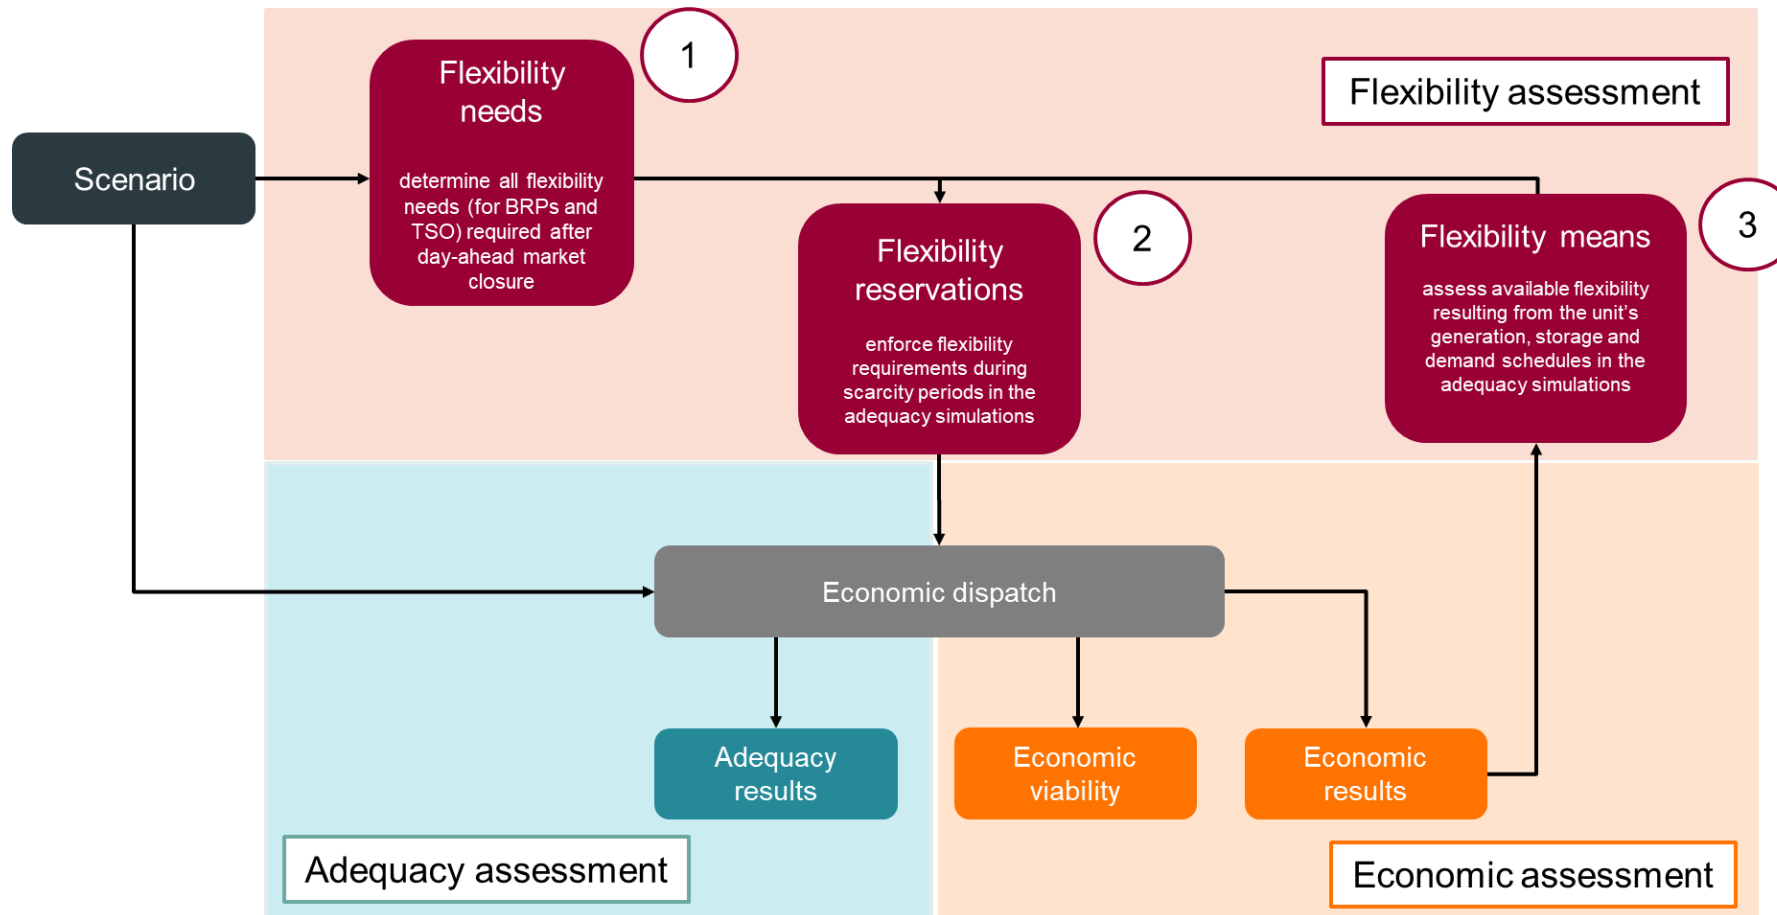 Scenario
1
Flexibility
needs
determine all flexibility
needs (for BRPs and
TSO) required after
day-ahead market
closure
Flexibility assessment
2
Flexibility
reservations
enforce flexibility
requirements during
scarcity periods in the
adequacy simulations
3
Flexibility means
assess available flexibility
resulting from the unit's
generation, storage and
demand schedules in the
adequacy simulations
Economic dispatch
Adequacy
results
Economic
viability
Economic
results
Adequacy assessment
Economic assessment